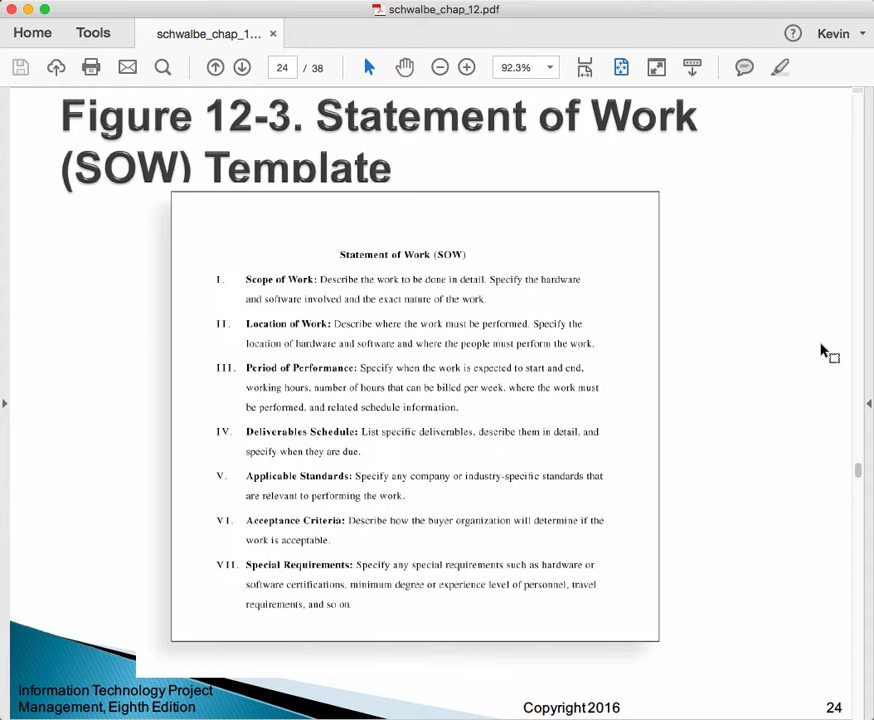 schwalbe_chap_12.pdf
Home Tools schwalbe_chap_1... × ? Kevin
24 / 38 92.3%
Figure 12-3. Statement of Work
(SOW) Template
Statement of Work (SOW)
I. Scope of Work: Describe the work to be done in detail. Specify the hardware
and software involved and the exact nature of the work.
II. Location of Work: Describe where the work must be performed. Specify the
location of hardware and software and where the people must perform the work.
III. Period of Performance: Specify when the work is expected to start and end,
working hours, number of hours that can be billed per week, where the work must
be performed, and related schedule information.
IV. Deliverables Schedule: List specific deliverables, describe them in detail, and
specify when they are due.
V. Applicable Standards: Specify any company or industry-specific standards that
are relevant to performing the work.
VI. Acceptance Criteria: Describe how the buyer organization will determine if the
work is acceptable.
VII. Special Requirements: Specify any special requirements such as hardware or
software certifications, minimum degree or experience level of personnel, travel
requirements, and so on
Information Technology Project
Management, Eighth Edition Copyright 2016 24